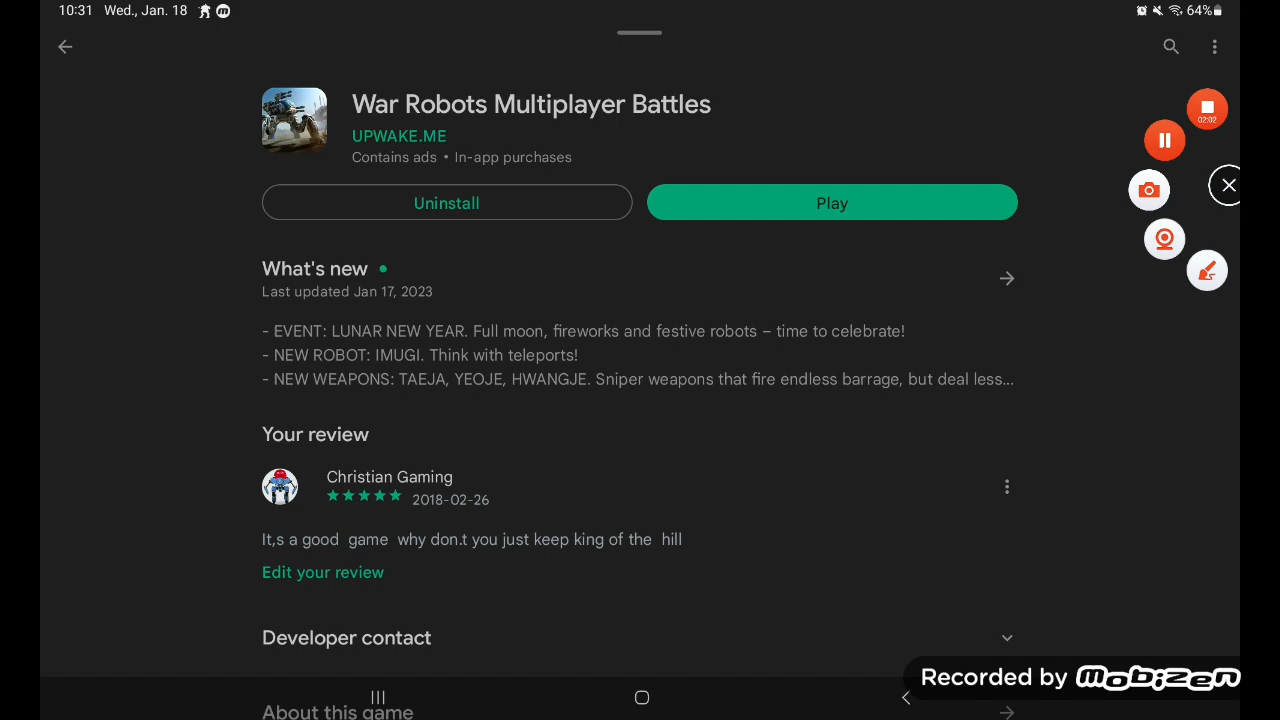 10:31 Wed., Jan. 18
64%
War Robots Multiplayer Battles
UPWAKE.ME
Contains ads • In-app purchases
02:02
Uninstall
Play
What's new
Last updated Jan 17, 2023
- EVENT: LUNAR NEW YEAR. Full moon, fireworks and festive robots – time to celebrate!
- NEW ROBOT: IMUGI. Think with teleports!
- NEW WEAPONS: TAEJA, YEOJE, HWANGJE. Sniper weapons that fire endless barrage, but deal less...
Your review
Christian Gaming
2018-02-26
It,s a good  game  why don.t you just keep king of the  hill
Edit your review
Developer contact
Recorded by mobizen
About this game